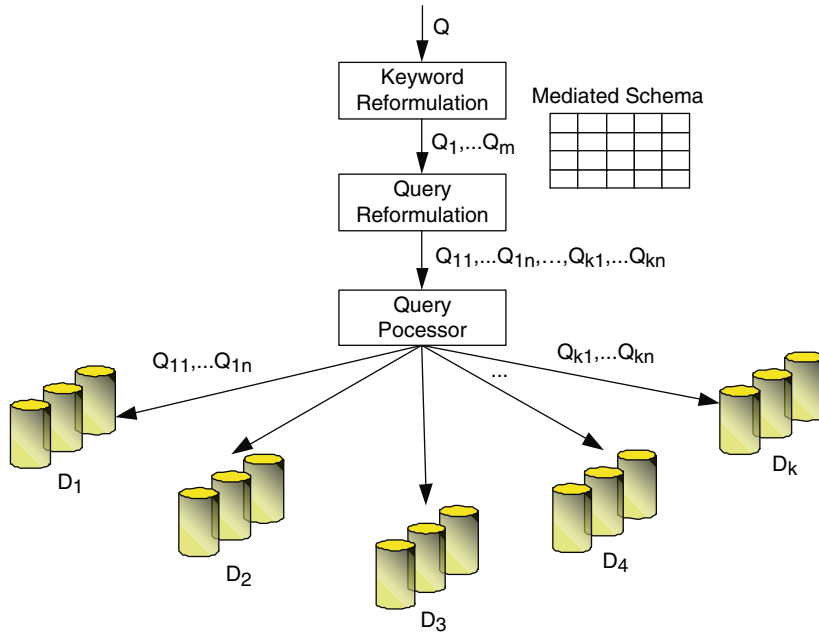 Q
Keyword
Reformulation
Mediated Schema
Q1,...Qm
Query
Reformulation
Q11,...Q1n,...,Qk1,...Qkn
Query
Pocessor
Q11,...Q1n
...
Qk1,...Qkn
D1
D2
D3
D4
Dk